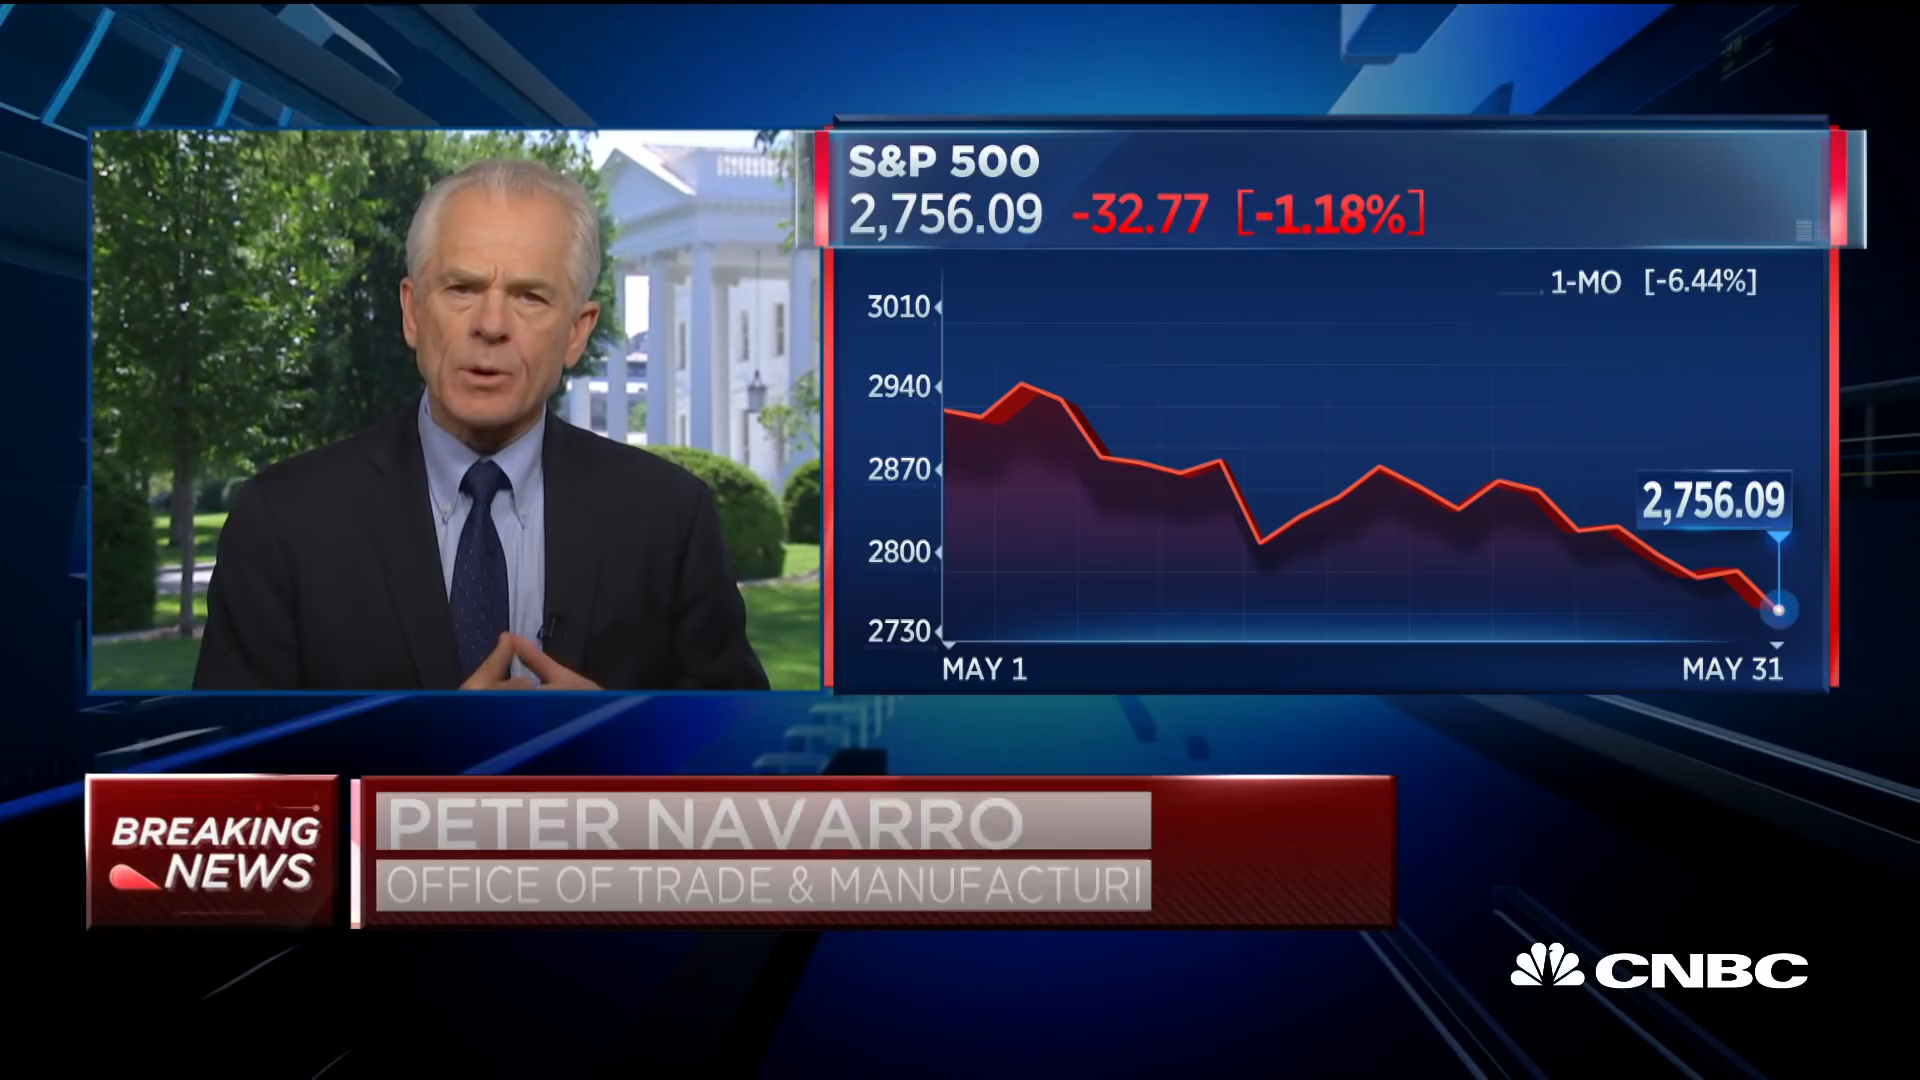 S&P 500
2,756.09 -32.77 [-1.18%]
1-MO [-6.44%]
3010
2940
2870
2800
2730
2,756.09
MAY 1 MAY 31
BREAKING
NEWS
PETER NAVARRO
OFFICE OF TRADE & MANUFACTURI
CNBC